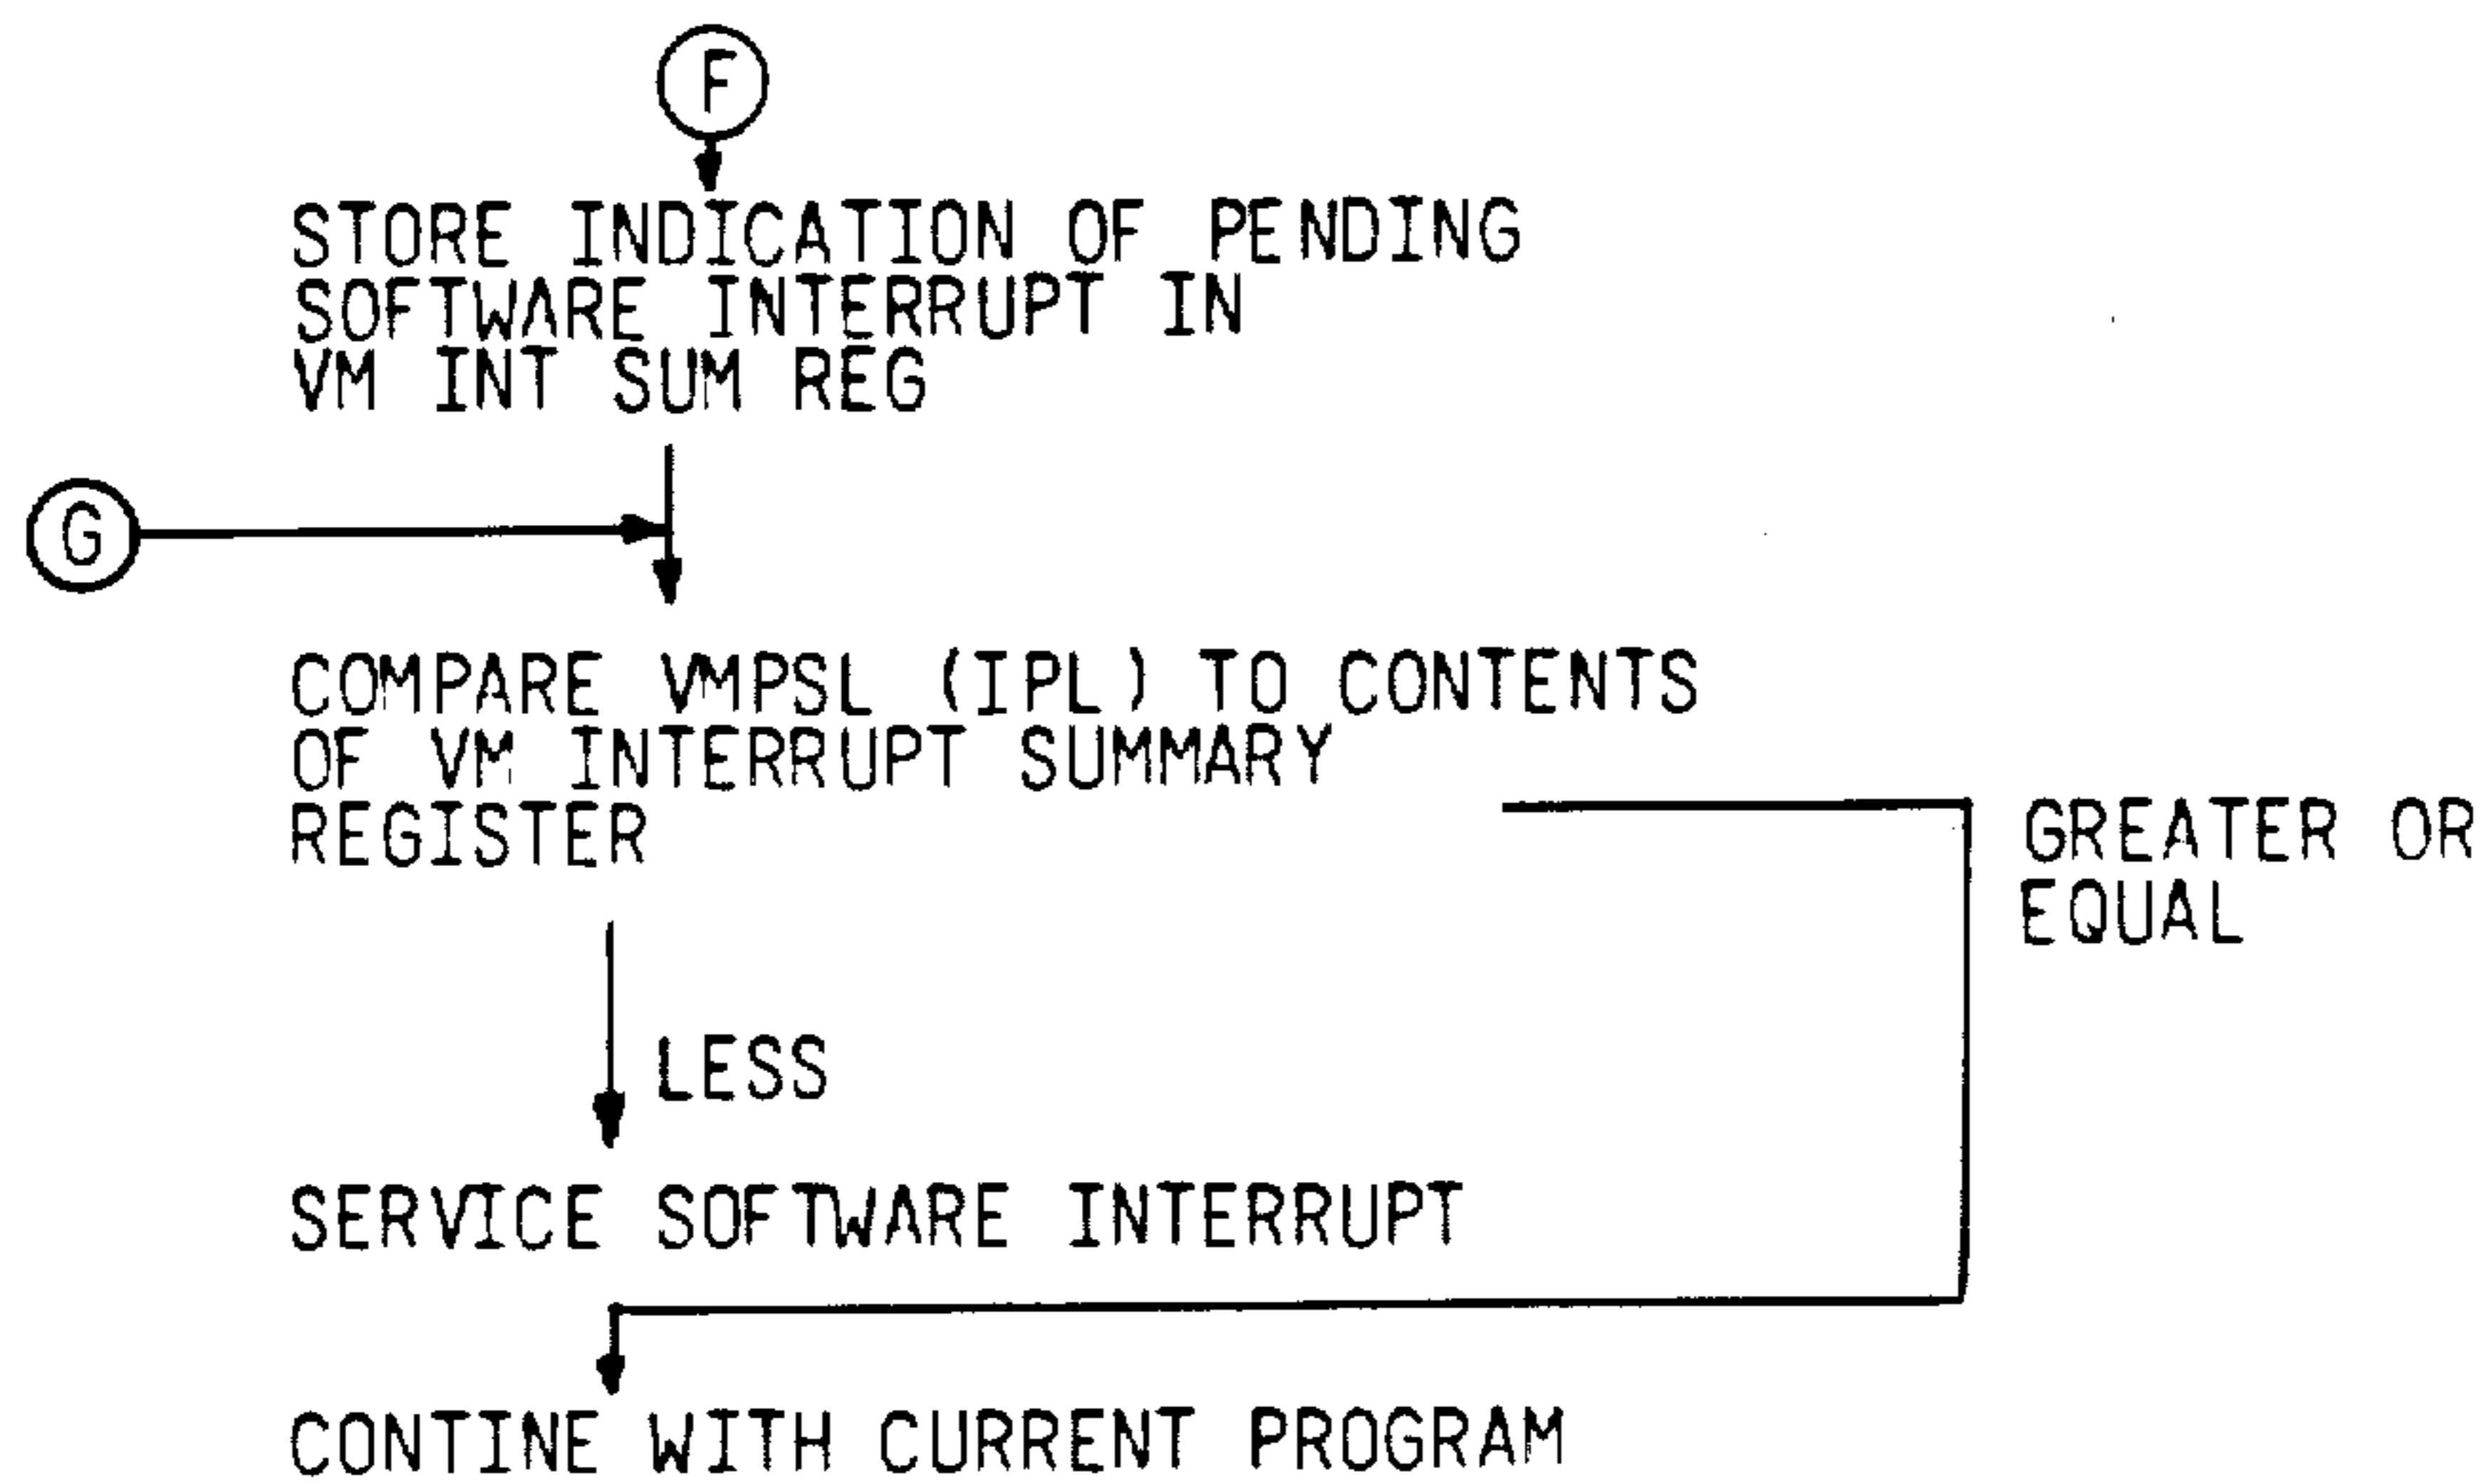 F
STORE INDICATION OF PENDING
SOFTWARE INTERRUPT IN
VM INT SUM REG
G
COMPARE VMPSL (IPL) TO CONTENTS
OF VM INTERRUPT SUMMARY
REGISTER
GREATER OR
EQUAL
LESS
SERVICE SOFTWARE INTERRUPT
CONTINE WITH CURRENT PROGRAM